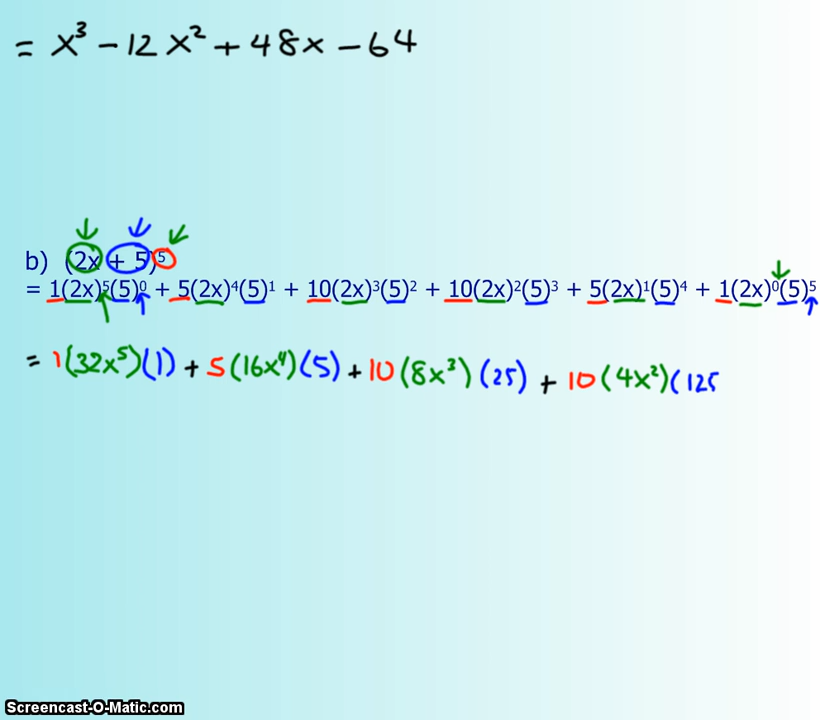 = x³ – 12x² + 48x – 64
b) (2x + 5)⁵
= 1(2x)⁵(5)⁰ + 5(2x)⁴(5)¹ + 10(2x)³(5)² + 10(2x)²(5)³ + 5(2x)¹(5)⁴ + 1(2x)⁰(5)⁵
= 1(32x⁵)(1) + 5(16x⁴)(5) + 10(8x³)(25) + 10(4x²)(125
Screencast-O-Matic.com